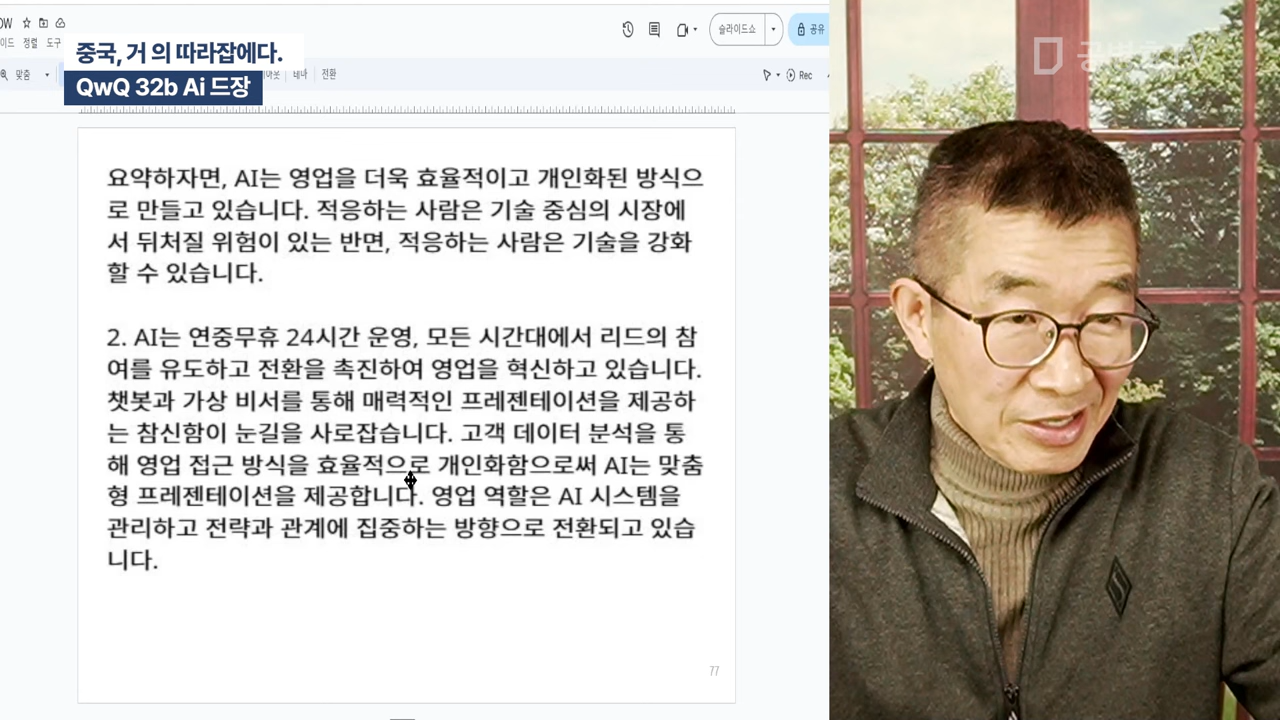 OW
이드 정렬 도구
중국, 거 의 따라잡에다.
QwQ 32b Ai 드장
슬라이드쇼
공유
맞춤
테마 전환
Rec
요약하자면, AI는 영업을 더욱 효율적이고 개인화된 방식으
로 만들고 있습니다. 적응하는 사람은 기술 중심의 시장에
서 뒤처질 위험이 있는 반면, 적응하는 사람은 기술을 강화
할 수 있습니다.
2. AI는 연중무휴 24시간 운영, 모든 시간대에서 리드의 참
여를 유도하고 전환을 촉진하여 영업을 혁신하고 있습니다.
챗봇과 가상 비서를 통해 매력적인 프레젠테이션을 제공하
는 참신함이 눈길을 사로잡습니다. 고객 데이터 분석을 통
해 영업 접근 방식을 효율적으로 개인화함으로써 AI는 맞춤
형 프레젠테이션을 제공합니다. 영업 역할은 AI 시스템을
관리하고 전략과 관계에 집중하는 방향으로 전환되고 있습
니다.
77